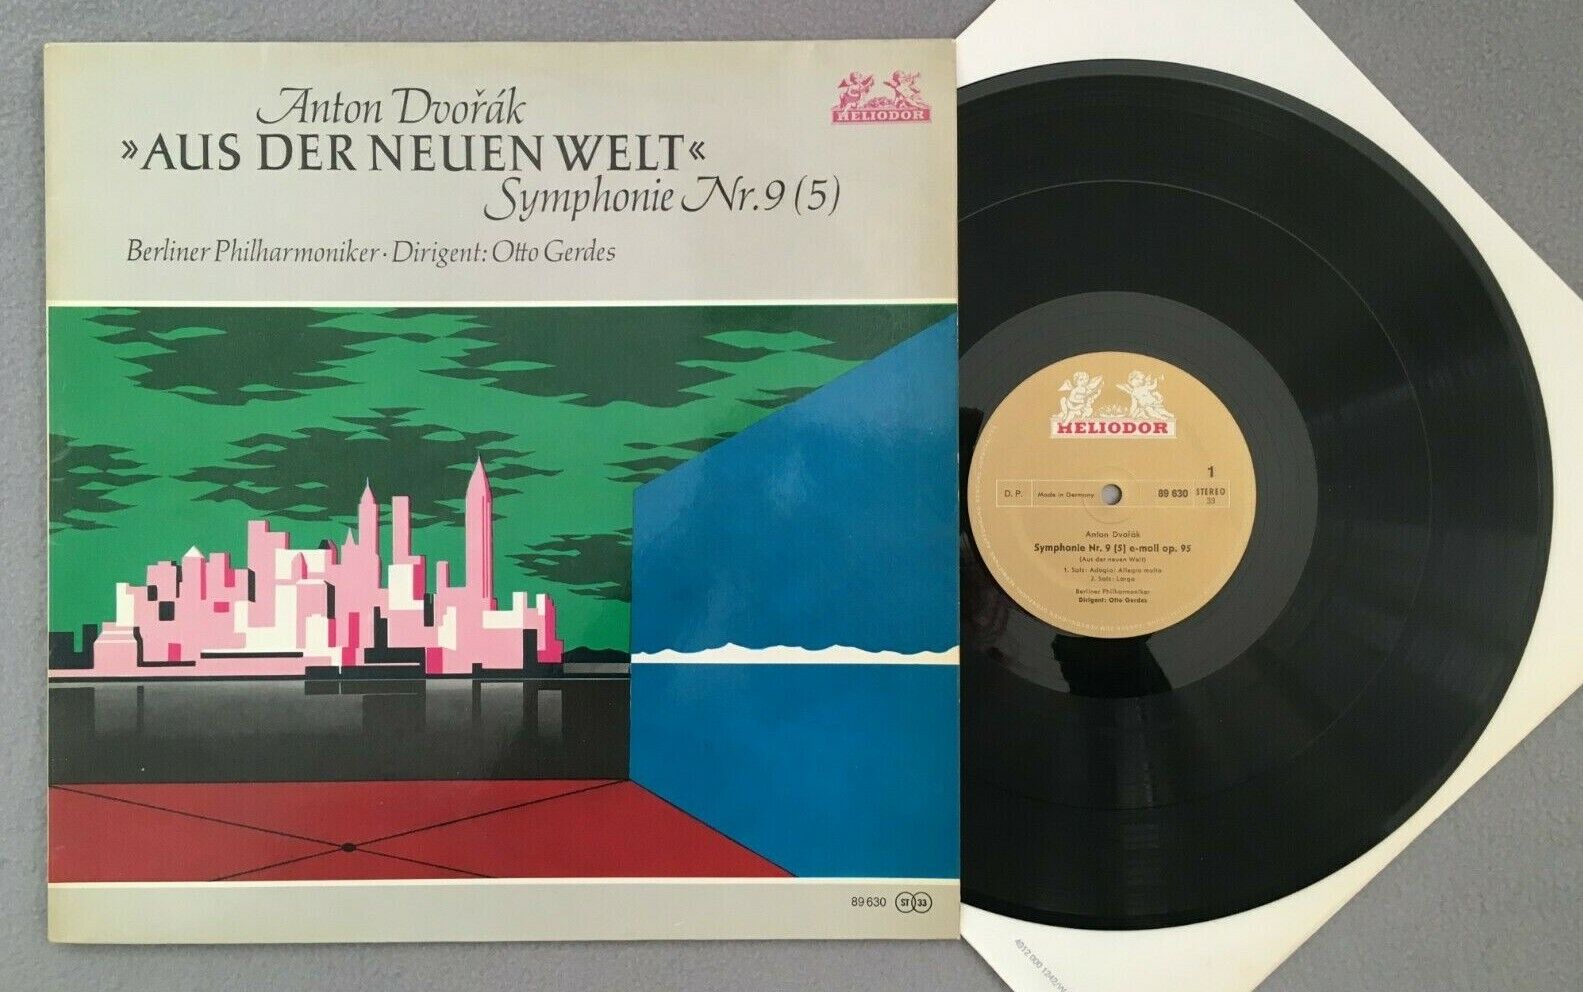 Anton Dvořák
»AUS DER NEUEN WELT«
Symphonie Nr. 9 (5)
Berliner Philharmoniker · Dirigent: Otto Gerdes
HELIODOR
89 630 ST 33
HELIODOR
1
D. P. Made in Germany 89 630 STEREO
33
Anton Dvořák
Symphonie Nr. 9 (5) e-moll op. 95
(Aus der neuen Welt)
1. Satz: Adagio; Allegro molto
2. Satz: Largo
Berliner Philharmoniker
Dirigent: Otto Gerdes